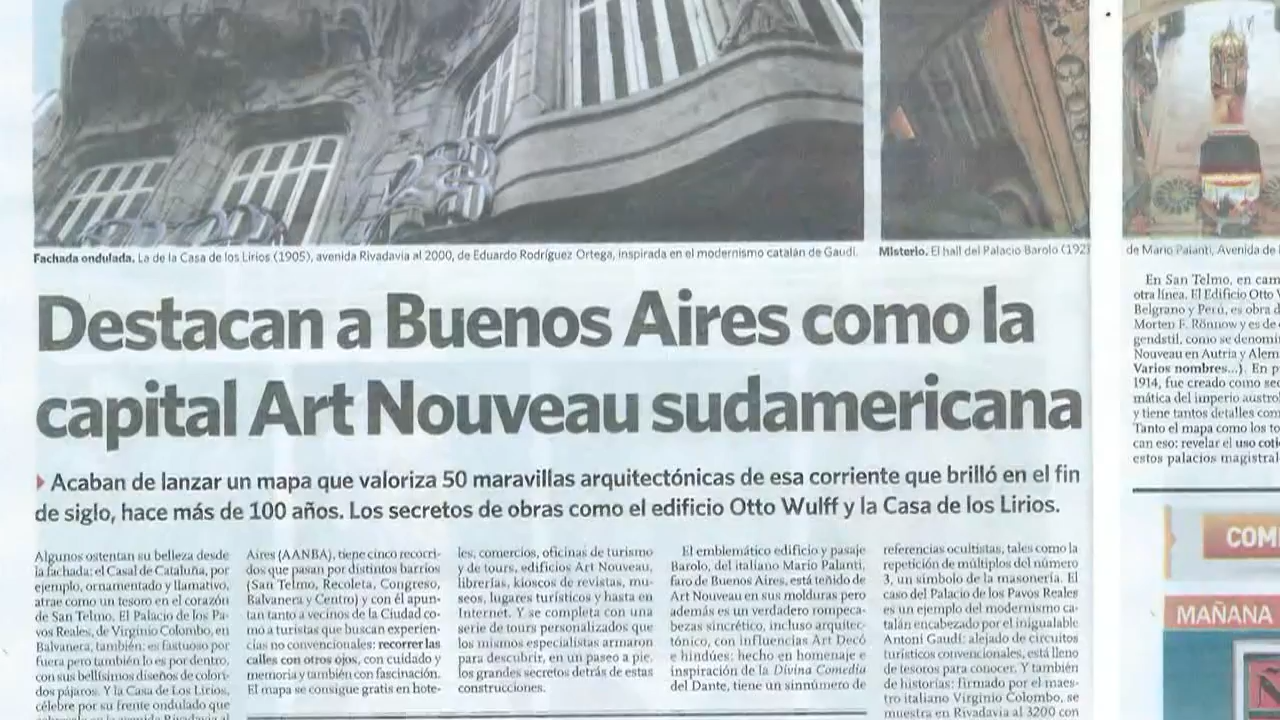 Fachada ondulada. La de la Casa de los Lirios (1905), avenida Rivadavia al 2000, de Eduardo Rodríguez Ortega, inspirada en el modernismo catalán de Gaudí.
Misterio. El hall del Palacio Barolo (192
de Mario Palanti, Avenida de
Destacan a Buenos Aires como la
capital Art Nouveau sudamericana
Acaban de lanzar un mapa que valoriza 50 maravillas arquitectónicas de esa corriente que brilló en el fin
de siglo, hace más de 100 años. Los secretos de obras como el edificio Otto Wulff y la Casa de los Lirios.
Algunos ostentan su belleza desde
la fachada: el Casal de Cataluña, por
ejemplo, ornamentado y llamativo,
atrae como un tesoro en el corazón
de San Telmo. El Palacio de los Pa-
vos Reales, de Virginio Colombo, en
Balvanera, también: es fastuoso por
fuera pero también lo es por dentro,
con sus bellísimos diseños de colori-
dos pájaros. Y la Casa de Los Lirios,
célebre por su frente ondulado que
Aires (AANBA), tiene cinco recorri-
dos que pasan por distintos barrios
(San Telmo, Recoleta, Congreso,
Balvanera y Centro) y con él apun-
tan tanto a vecinos de la Ciudad co-
mo a turistas que buscan experien-
cias no convencionales: recorrer las
calles con otros ojos, con cuidado y
memoria y también con fascinación.
El mapa se consigue gratis en hote-
les, comercios, oficinas de turismo
y de tours, edificios Art Nouveau,
librerías, kioscos de revistas, mu-
seos, lugares turísticos y hasta en
Internet. Y se completa con una
serie de tours personalizados que
los mismos especialistas armaron
para descubrir, en un paseo a pie,
los grandes secretos detrás de estas
construcciones.
El emblemático edificio y pasaje
Barolo, del italiano Mario Palanti,
faro de Buenos Aires, está teñido de
Art Nouveau en sus molduras pero
además es un verdadero rompeca-
bezas sincrético, incluso arquitec-
tónico, con influencias Art Decó
e hindúes: hecho en homenaje e
inspiración de la Divina Comedia
del Dante, tiene un sinnúmero de
referencias ocultistas, tales como la
repetición de múltiplos del número
3, un símbolo de la masonería. El
caso del Palacio de los Pavos Reales
es un ejemplo del modernismo ca-
talán encabezado por el inigualable
Antoni Gaudí: alejado de circuitos
turísticos convencionales, está lleno
de tesoros para conocer. Y también
de historias: firmado por el maes-
tro italiano Virginio Colombo, se
muestra en Rivadavia al 3200 con
En San Telmo, en cam
otra línea. El Edificio Otto
Belgrano y Perú, es obra d
Morten F. Rönnow y es de
gendstil, como se denomi
Nouveau en Autria y Alem
Varios nombres...). En p
1914, fue creado como se
mática del imperio austro
y tiene tantos detalles con
Tanto el mapa como los to
can eso: revelar el uso coti
estos palacios magistral
COM
MAÑANA